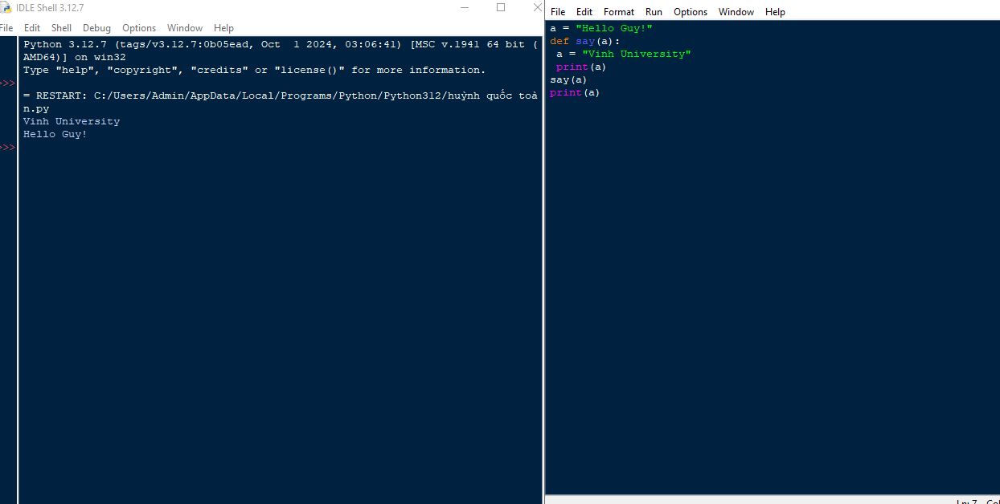 IDLE Shell 3.12.7
File Edit Shell Debug Options Window Help
Python 3.12.7 (tags/v3.12.7:0b05ead, Oct  1 2024, 03:06:41) [MSC v.1941 64 bit (
AMD64)] on win32
Type "help", "copyright", "credits" or "license()" for more information.
>>>
= RESTART: C:/Users/Admin/AppData/Local/Programs/Python/Python312/huỳnh quốc toà
n.py
Vinh University
Hello Guy!
>>>
File Edit Format Run Options Window Help
a = "Hello Guy!"
def say(a):
 a = "Vinh University"
 print(a)
say(a)
print(a)
Ln: 7